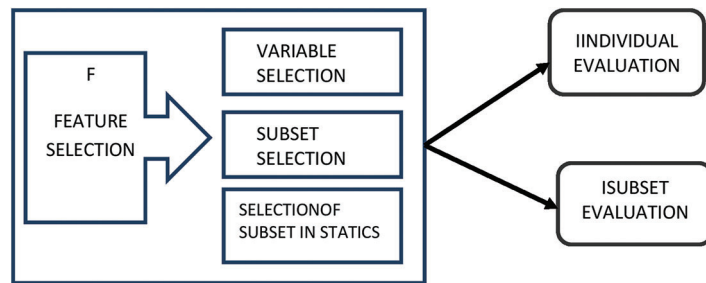 F
FEATURE
SELECTION
VARIABLE
SELECTION
SUBSET
SELECTION
SELECTIONOF
SUBSET IN STATICS
IINDIVIDUAL
EVALUATION
ISUBSET
EVALUATION